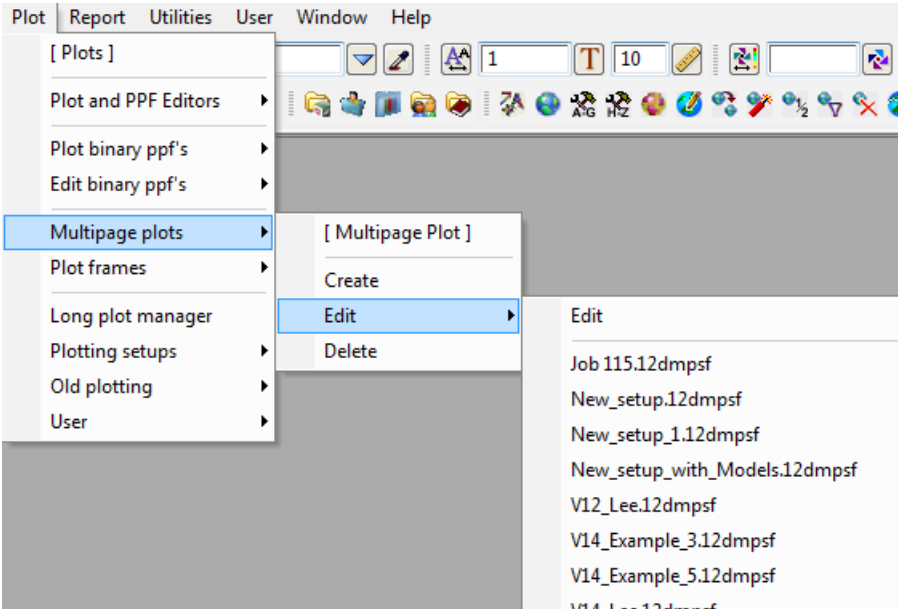 Plot Report Utilities User Window Help
[ Plots ]
1 T 10
Plot and PPF Editors
A-G H-Z 1/2
Plot binary ppf's
Edit binary ppf's
Multipage plots
Plot frames
Long plot manager
Plotting setups
Old plotting
User
[ Multipage Plot ]
Create
Edit
Delete
Edit
Job 115.12dmpsf
New_setup.12dmpsf
New_setup_1.12dmpsf
New_setup_with_Models.12dmpsf
V12_Lee.12dmpsf
V14_Example_3.12dmpsf
V14_Example_5.12dmpsf